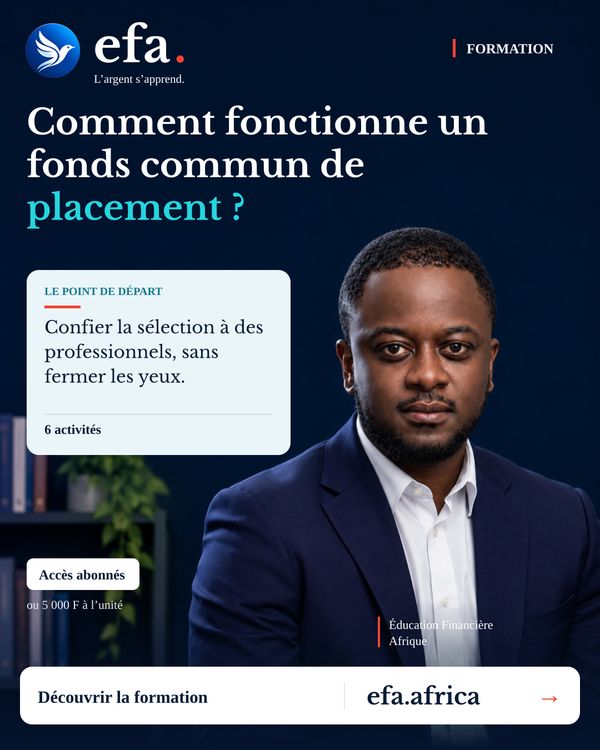 efa.
L’argent s’apprend.
FORMATION
Comment fonctionne un
fonds commun de
placement ?
LE POINT DE DÉPART
Confier la sélection à des
professionnels, sans
fermer les yeux.
6 activités
Accès abonnés
ou 5 000 F à l’unité
Éducation Financière
Afrique
Découvrir la formation
efa.africa →